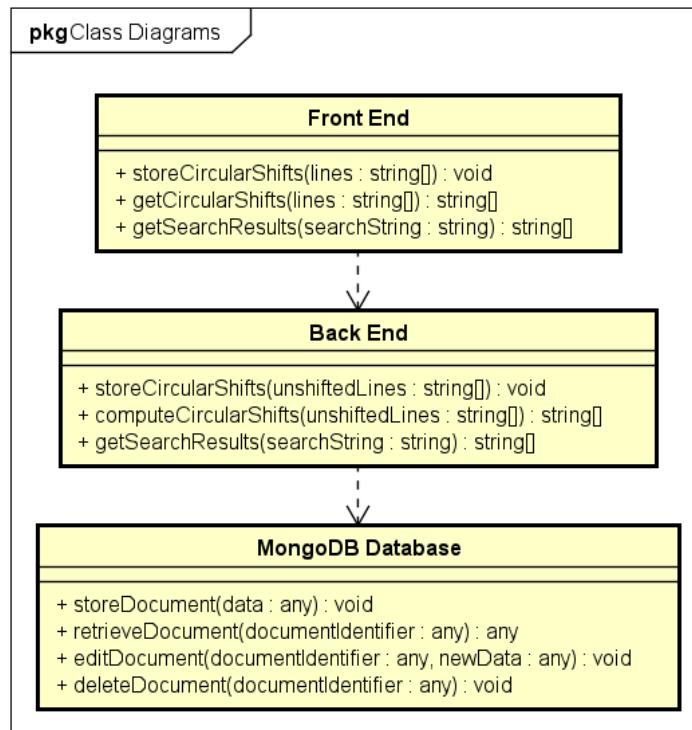 pkg Class Diagrams
Front End
+ storeCircularShifts(lines : string[]) : void
+ getCircularShifts(lines : string[]) : string[]
+ getSearchResults(searchString : string) : string[]
Back End
+ storeCircularShifts(unshiftedLines : string[]) : void
+ computeCircularShifts(unshiftedLines : string[]) : string[]
+ getSearchResults(searchString : string) : string[]
MongoDB Database
+ storeDocument(data : any) : void
+ retrieveDocument(documentIdentifier : any) : any
+ editDocument(documentIdentifier : any, newData : any) : void
+ deleteDocument(documentIdentifier : any) : void